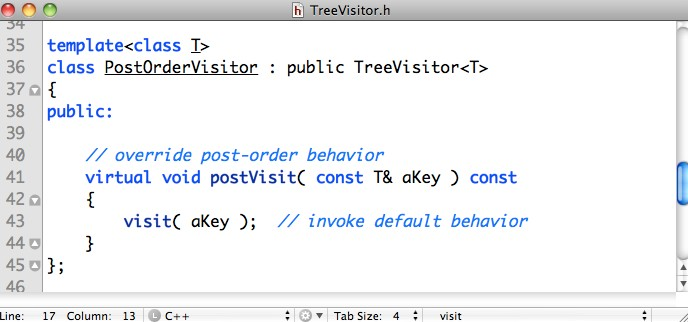 TreeVisitor.h
34
35 template<class T>
36 class PostOrderVisitor : public TreeVisitor<T>
37 {
38 public:
39
40 // override post-order behavior
41 virtual void postVisit( const T& aKey ) const
42 {
43 visit( aKey ); // invoke default behavior
44 }
45 };
46
Line: 17 Column: 13 C++ Tab Size: 4 visit